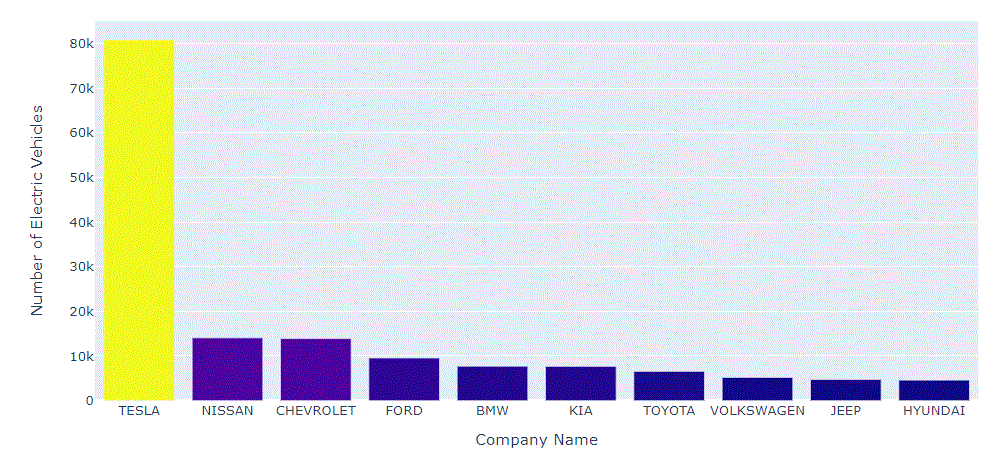 80k
70k
60k
50k
40k
30k
20k
10k
0
Number of Electric Vehicles
TESLA NISSAN CHEVROLET FORD BMW KIA TOYOTA VOLKSWAGEN JEEP HYUNDAI
Company Name